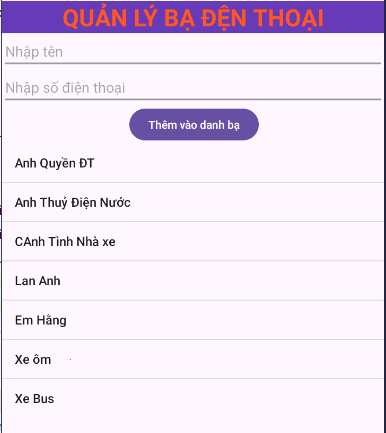 QUẢN LÝ BẠ ĐỆN THOẠI
Nhập tên
Nhập số điện thoại
Thêm vào danh bạ
Anh Quyền ĐT
Anh Thuý Điện Nước
CAnh Tình Nhà xe
Lan Anh
Em Hằng
Xe ôm
Xe Bus